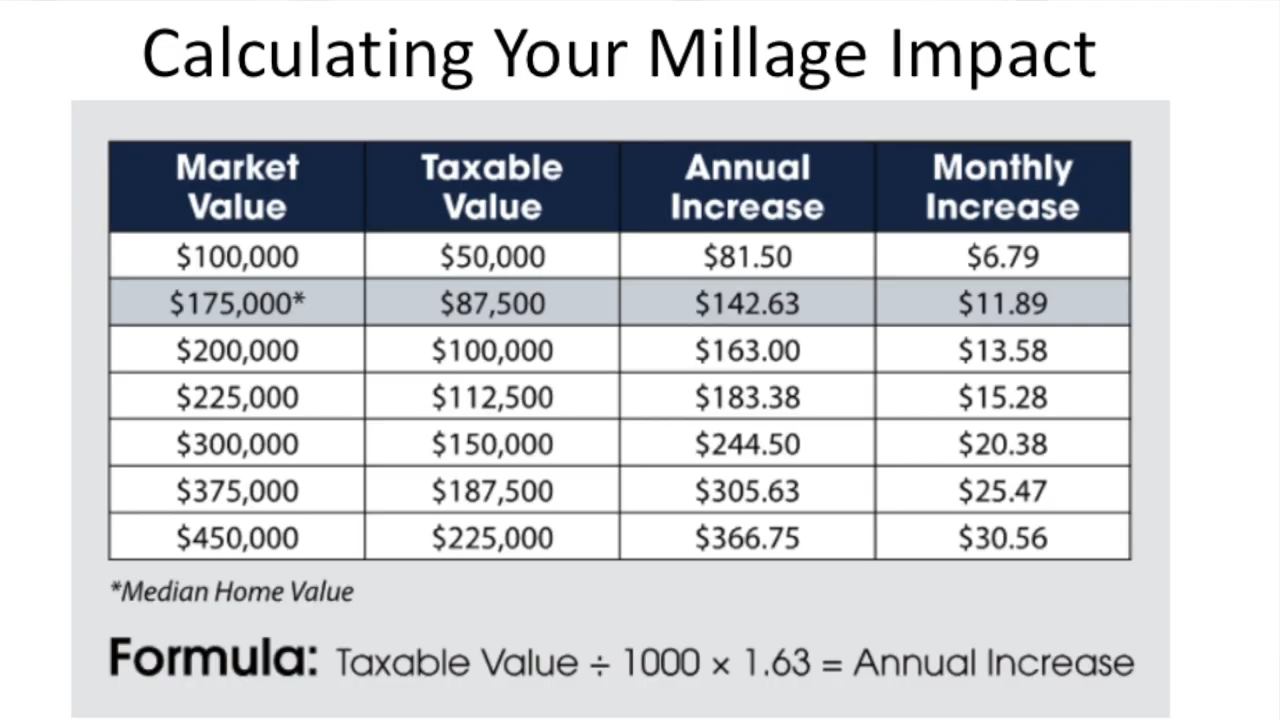 Calculating Your Millage Impact
Market Value Taxable Value Annual Increase Monthly Increase
$100,000 $50,000 $81.50 $6.79
$175,000* $87,500 $142.63 $11.89
$200,000 $100,000 $163.00 $13.58
$225,000 $112,500 $183.38 $15.28
$300,000 $150,000 $244.50 $20.38
$375,000 $187,500 $305.63 $25.47
$450,000 $225,000 $366.75 $30.56
*Median Home Value
Formula: Taxable Value ÷ 1000 × 1.63 = Annual Increase